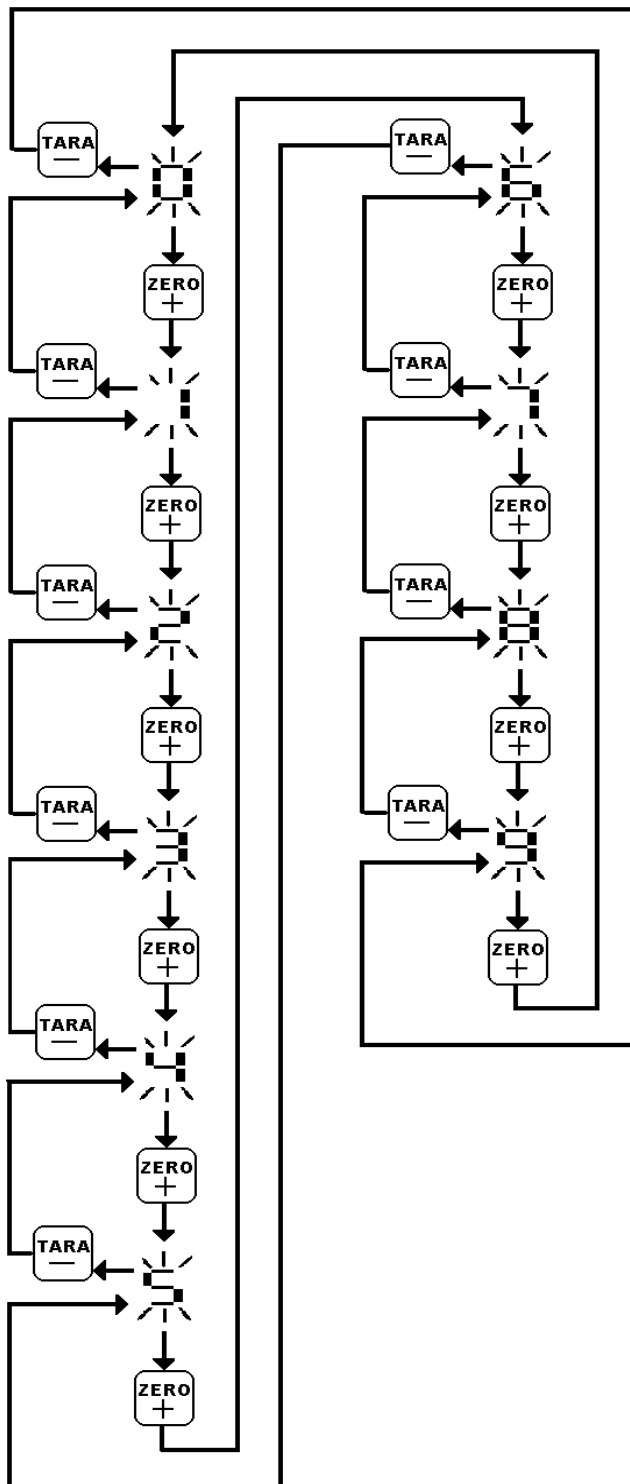 TARA
—
0
ZERO
+
TARA
—
1
ZERO
+
TARA
—
2
ZERO
+
TARA
—
3
ZERO
+
TARA
—
4
ZERO
+
TARA
—
5
ZERO
+
TARA
—
6
ZERO
+
TARA
—
7
ZERO
+
TARA
—
8
ZERO
+
TARA
—
9
ZERO
+